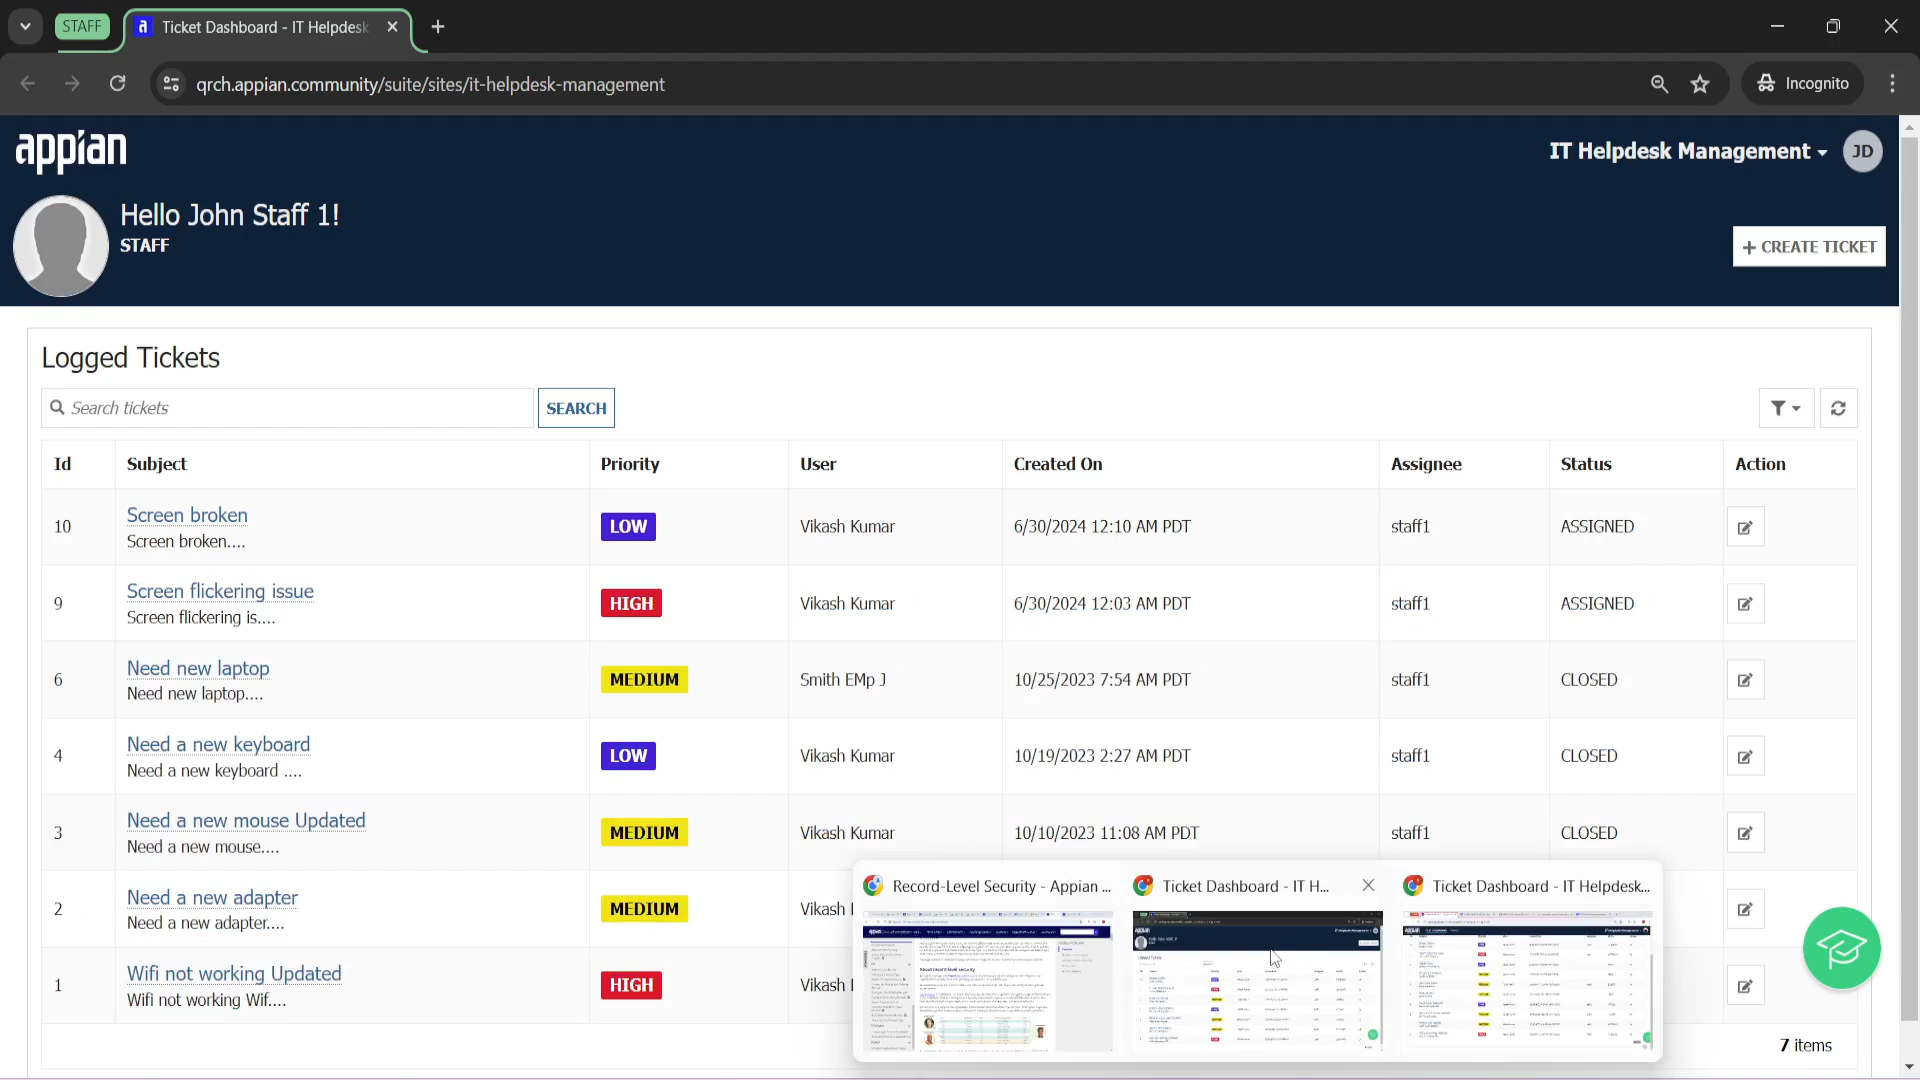 STAFF
Ticket Dashboard - IT Helpdesk
qrch.appian.community/suite/sites/it-helpdesk-management
Incognito
appian
IT Helpdesk Management
JD
Hello John Staff 1!
STAFF
+ CREATE TICKET
Logged Tickets
Search tickets
SEARCH
Id Subject Priority User Created On Assignee Status Action
10 Screen broken LOW Vikash Kumar 6/30/2024 12:10 AM PDT staff1 ASSIGNED
Screen broken....
9 Screen flickering issue HIGH Vikash Kumar 6/30/2024 12:03 AM PDT staff1 ASSIGNED
Screen flickering is....
6 Need new laptop MEDIUM Smith EMp J 10/25/2023 7:54 AM PDT staff1 CLOSED
Need new laptop....
4 Need a new keyboard LOW Vikash Kumar 10/19/2023 2:27 AM PDT staff1 CLOSED
Need a new keyboard ....
3 Need a new mouse Updated MEDIUM Vikash Kumar 10/10/2023 11:08 AM PDT staff1 CLOSED
Need a new mouse....
Record-Level Security - Appian ... Ticket Dashboard - IT H... Ticket Dashboard - IT Helpdesk...
2 Need a new adapter MEDIUM Vikash
Need a new adapter....
1 Wifi not working Updated HIGH Vikash
Wifi not working Wif....
7 items